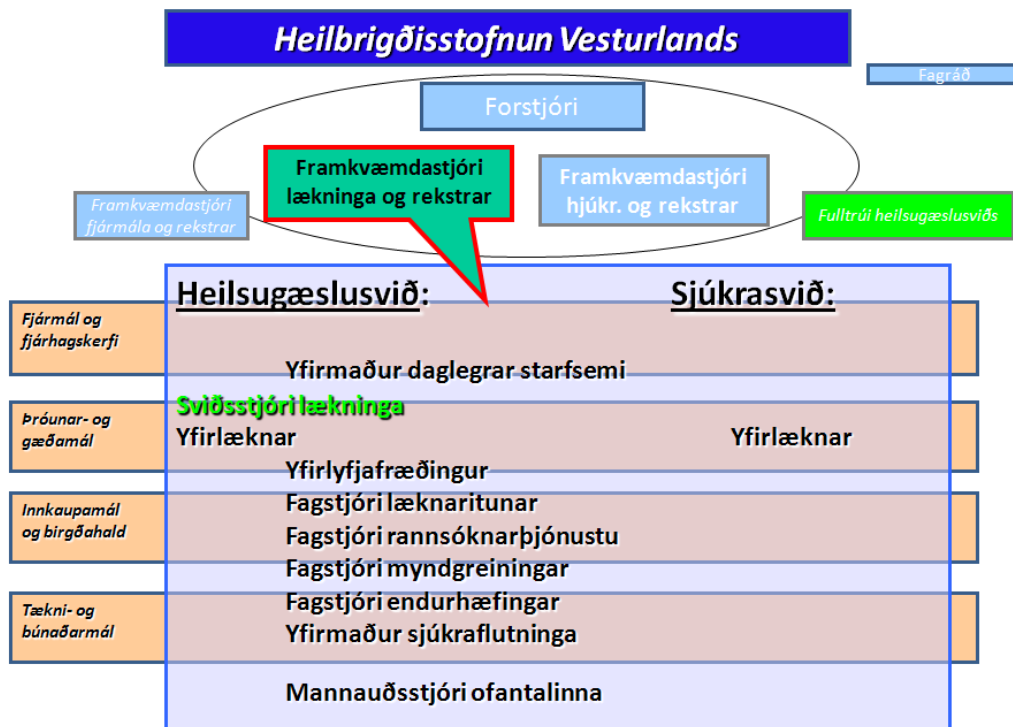 Heilbrigðisstofnun Vesturlands
Fagráð
Forstjóri
Framkvæmdastjóri
lækninga og rekstrar
Framkvæmdastjóri
hjúkr. og rekstrar
Framkvæmdastjóri
fjármála og rekstrar
Fulltrúi heilsugæslusviðs
Heilsugæslusvið:
Sjúkrasvið:
Fjármál og
fjárhagskerfi
Yfirmaður daglegrar starfsemi
Sviðsstjóri lækninga
Þróunar- og
gæðamál
Yfirlæknar
Yfirlæknar
Yfirlyfjafræðingur
Innkaupamál
og birgðahald
Fagstjóri læknaritunar
Fagstjóri rannsóknarþjónustu
Fagstjóri myndgreiningar
Tækni- og
búnaðarmál
Fagstjóri endurhæfingar
Yfirmaður sjúkraflutninga
Mannauðsstjóri ofantalinna